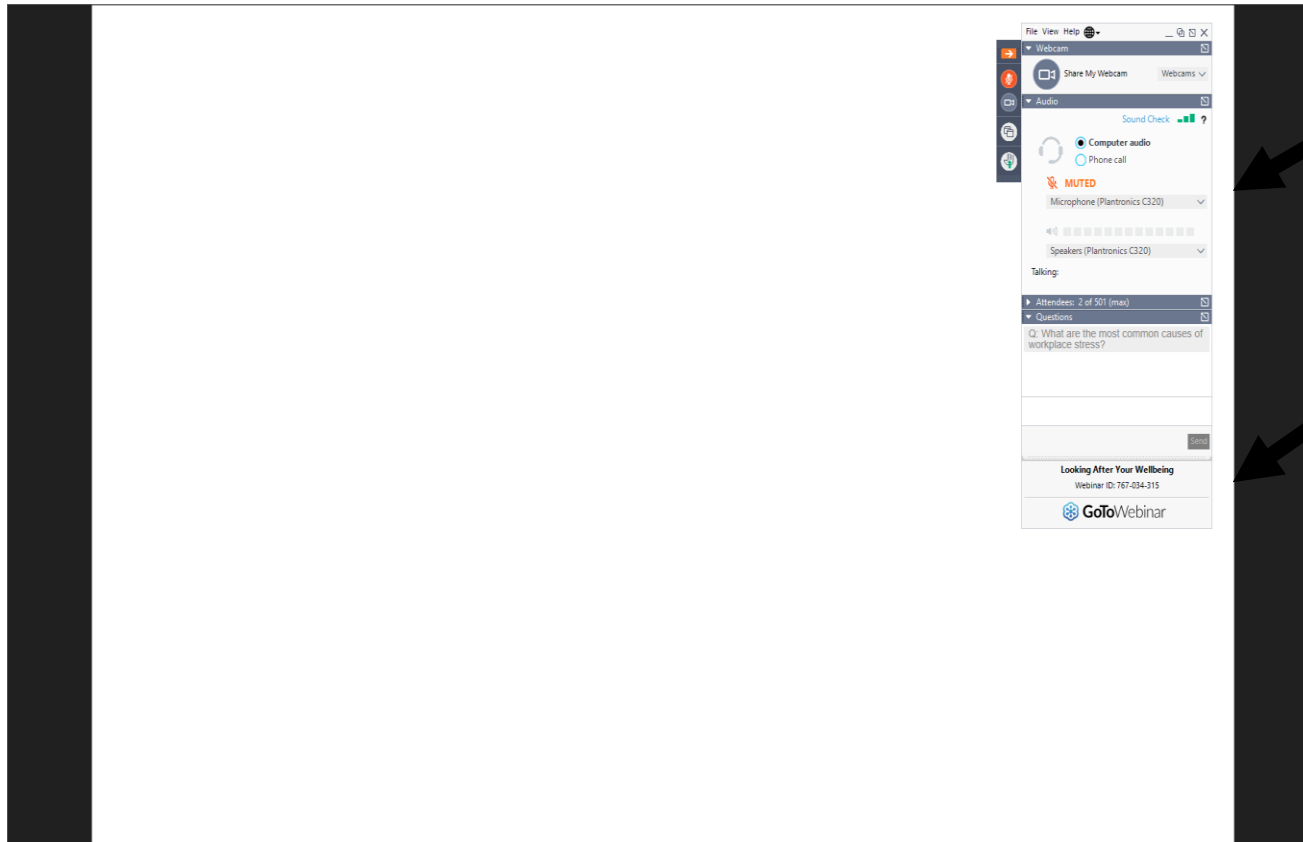 File View Help
Webcam
Share My Webcam Webcams
Audio
Sound Check ?
Computer audio
Phone call
MUTED
Microphone (Plantronics C320)
Speakers (Plantronics C320)
Talking:
Attendees: 2 of 501 (max)
Questions
Q: What are the most common causes of
workplace stress?
Send
Looking After Your Wellbeing
Webinar ID: 767-034-315
GoToWebinar